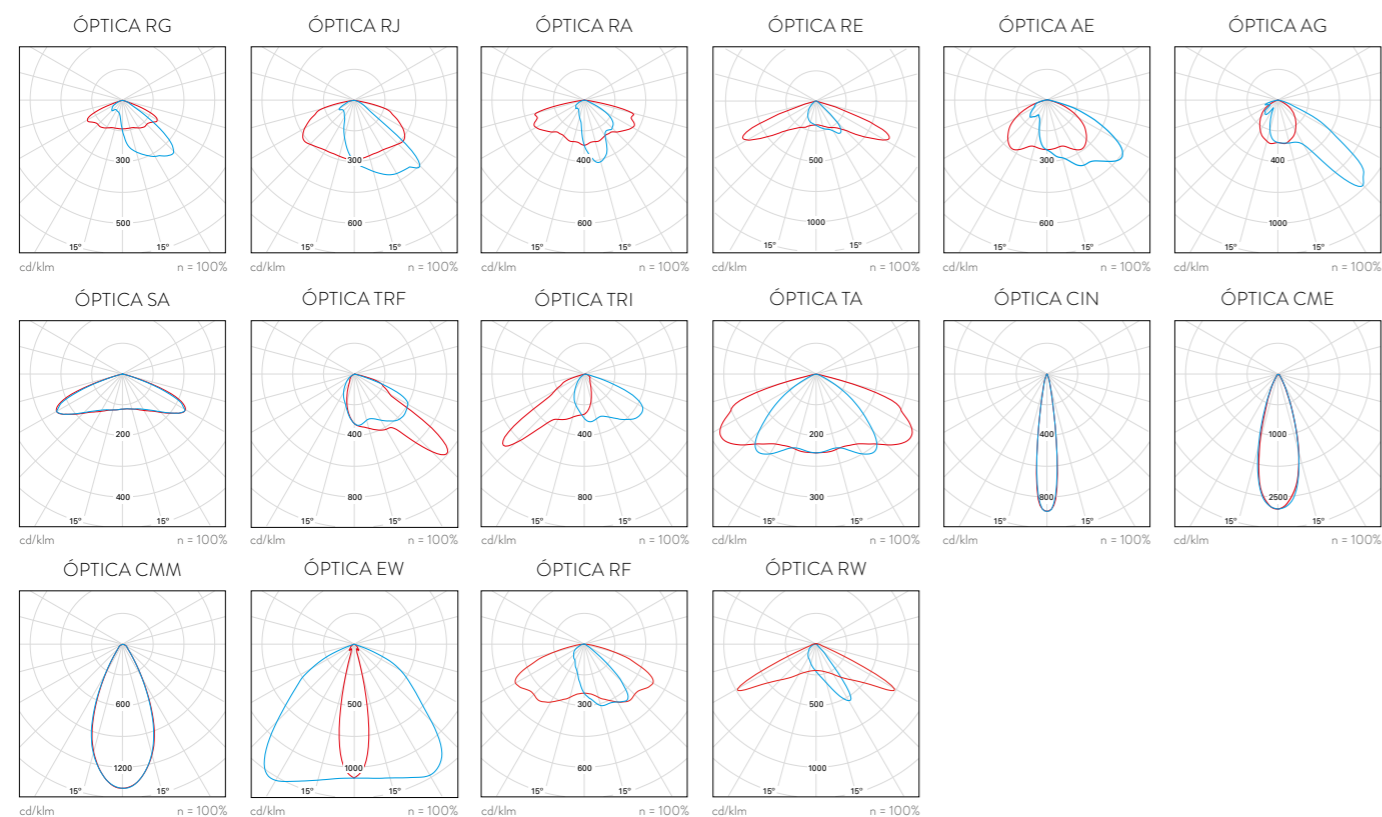 ÓPTICA RG ÓPTICA RJ ÓPTICA RA ÓPTICA RE ÓPTICA AE ÓPTICA AG
300 300 400 500 300 400
500 600 600 1000 600 1000
15° 15° 15° 15° 15° 15° 15° 15° 15° 15° 15° 15°
cd/klm n = 100% cd/klm n = 100% cd/klm n = 100% cd/klm n = 100% cd/klm n = 100% cd/klm n = 100%
ÓPTICA SA ÓPTICA TRF ÓPTICA TRI ÓPTICA TA ÓPTICA CIN ÓPTICA CME
200 400 400 200 400 1000
400 800 800 300 800 2500
15° 15° 15° 15° 15° 15° 15° 15° 15° 15° 15° 15°
cd/klm n = 100% cd/klm n = 100% cd/klm n = 100% cd/klm n = 100% cd/klm n = 100% cd/klm n = 100%
ÓPTICA CMM ÓPTICA EW ÓPTICA RF ÓPTICA RW
600 500 300 500
1200 1000 600 1000
15° 15° 15° 15° 15° 15° 15° 15°
cd/klm n = 100% cd/klm n = 100% cd/klm n = 100% cd/klm n = 100%